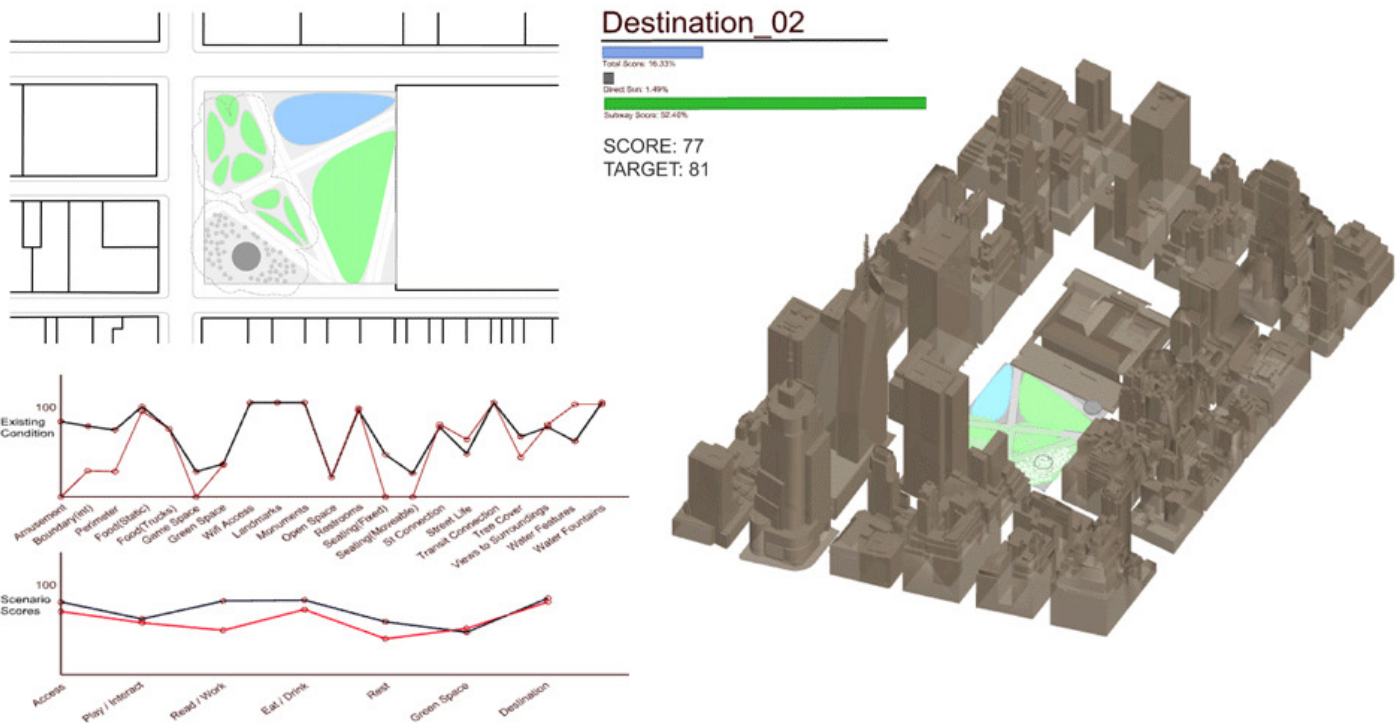 Destination_02
Total Score: 16.33%
Direct Sun: 1.49%
Subway Score: 52.46%
SCORE: 77
TARGET: 81
100
Existing
Condition
Amusement
Boundary(Int)
Perimeter
Food(Static)
Food(Trucks)
Game Space
Green Space
Wifi Access
Landmarks
Monuments
Open Space
Restrooms
Seating(Fixed)
Seating(Moveable)
St Connection
Street Life
Transit Connection
Tree Cover
Views to Surroundings
Water Features
Water Fountains
100
Scenario
Scores
Access
Play / Interact
Read / Work
Eat / Drink
Rest
Green Space
Destination